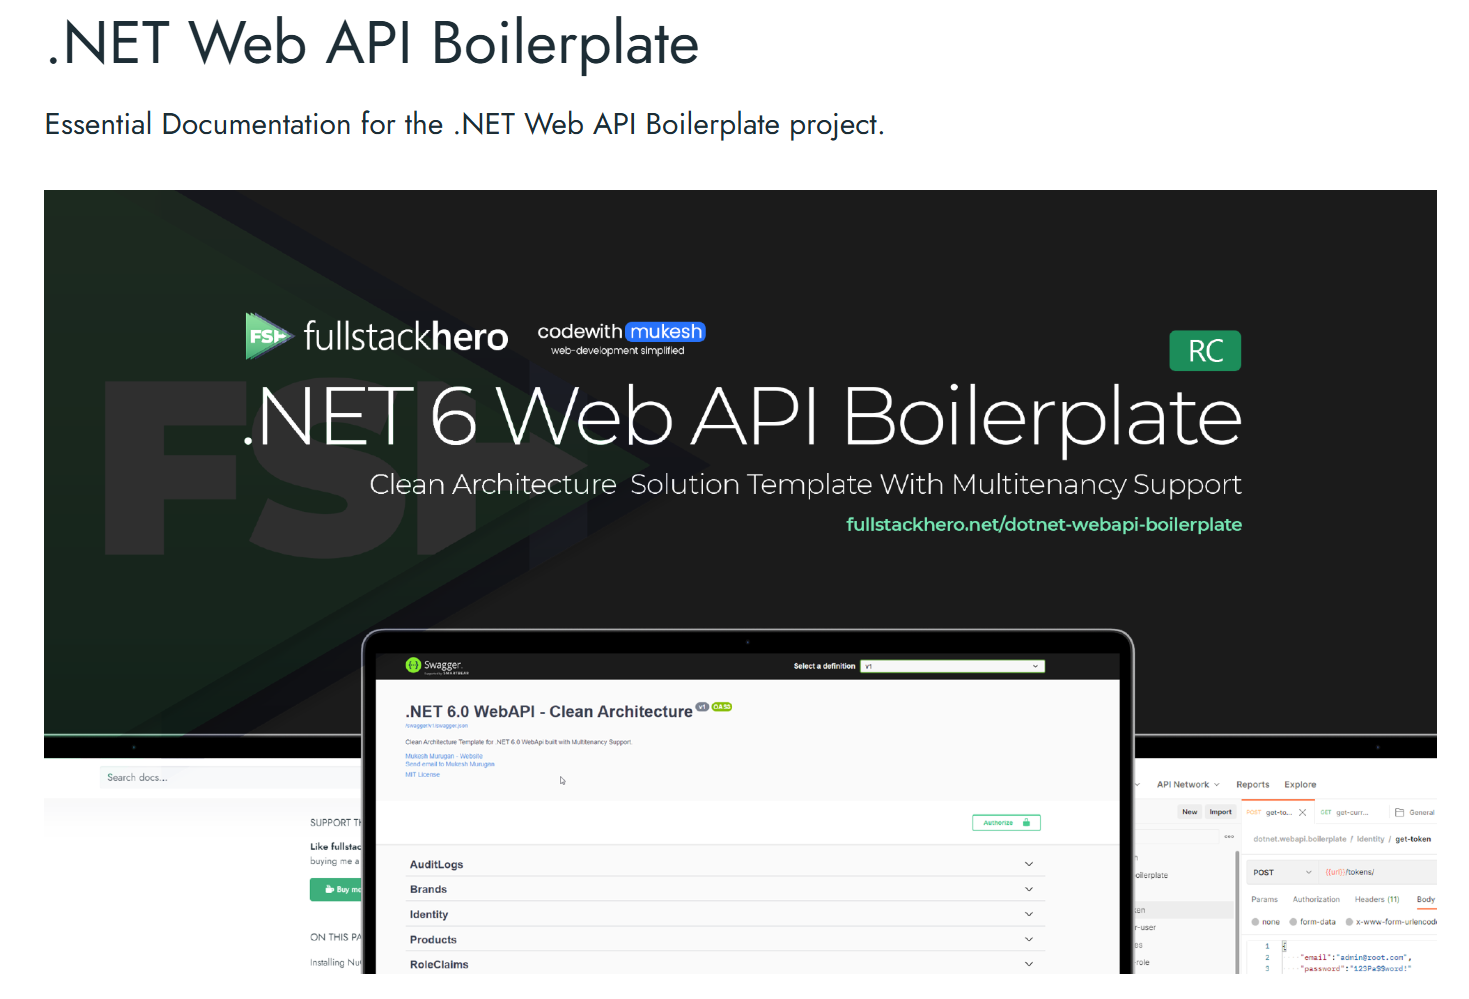 .NET Web API Boilerplate
Essential Documentation for the .NET Web API Boilerplate project.
FSH fullstackhero
codewith mukesh
web-development simplified
RC
.NET 6 Web API Boilerplate
Clean Architecture Solution Template With Multitenancy Support
fullstackhero.net/dotnet-webapi-boilerplate
FSH
Swagger.
Select a definition
v1
.NET 6.0 WebAPI - Clean Architecture v1 OAS3
/swagger/v1/swagger.json
Clean Architecture Template for .NET 6.0 WebApi built with Multitenancy Support.
Mukesh Murugan - Website
Send email to Mukesh Murugan
MIT License
Authorize
AuditLogs
Brands
Identity
Products
RoleClaims
Search docs...
SUPPORT TH
Like fullstac
buying me a
Buy me
ON THIS PA
Installing Nu
API Network
Reports
Explore
New
Import
POST get-to...
GET get-curr...
General
dotnet.webapi.boilerplate / Identity / get-token
oilerplate
r-user
role
POST
{{url}}/tokens/
Params
Authorization
Headers (11)
Body
none
form-data
x-www-form-urlencod
1 {
2 "email":"admin@root.com",
3 "password":"123Pa$$word!"